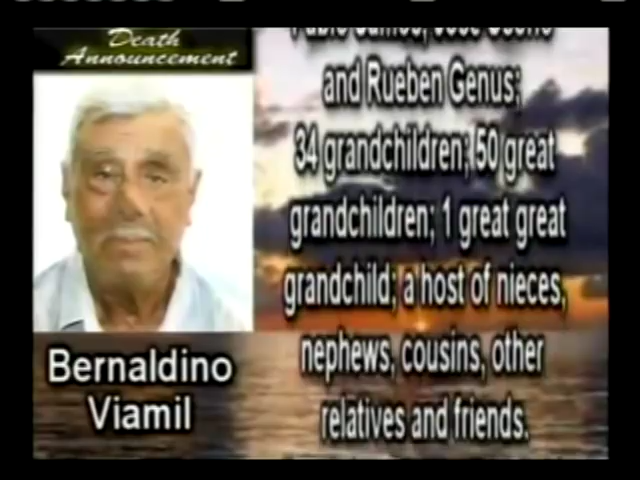 Death
Announcement
and Rueben Genus;
34 grandchildren; 50 great
grandchildren; 1 great great
grandchild; a host of nieces,
nephews, cousins, other
relatives and friends.
Bernaldino
Viamil